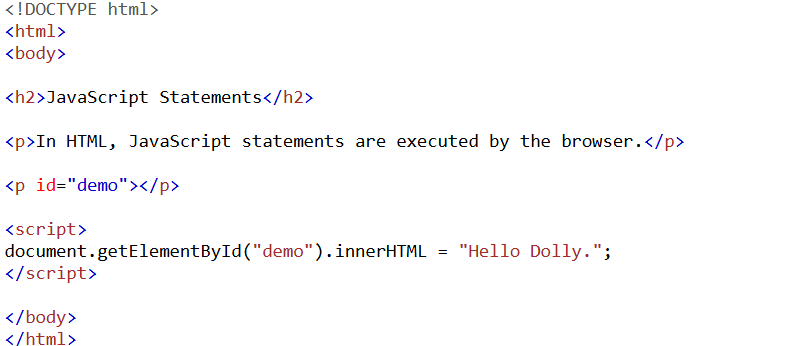 <!DOCTYPE html>
<html>
<body>
<h2>JavaScript Statements</h2>
<p>In HTML, JavaScript statements are executed by the browser.</p>
<p id="demo"></p>
<script>
document.getElementById("demo").innerHTML = "Hello Dolly.";
</script>
</body>
</html>